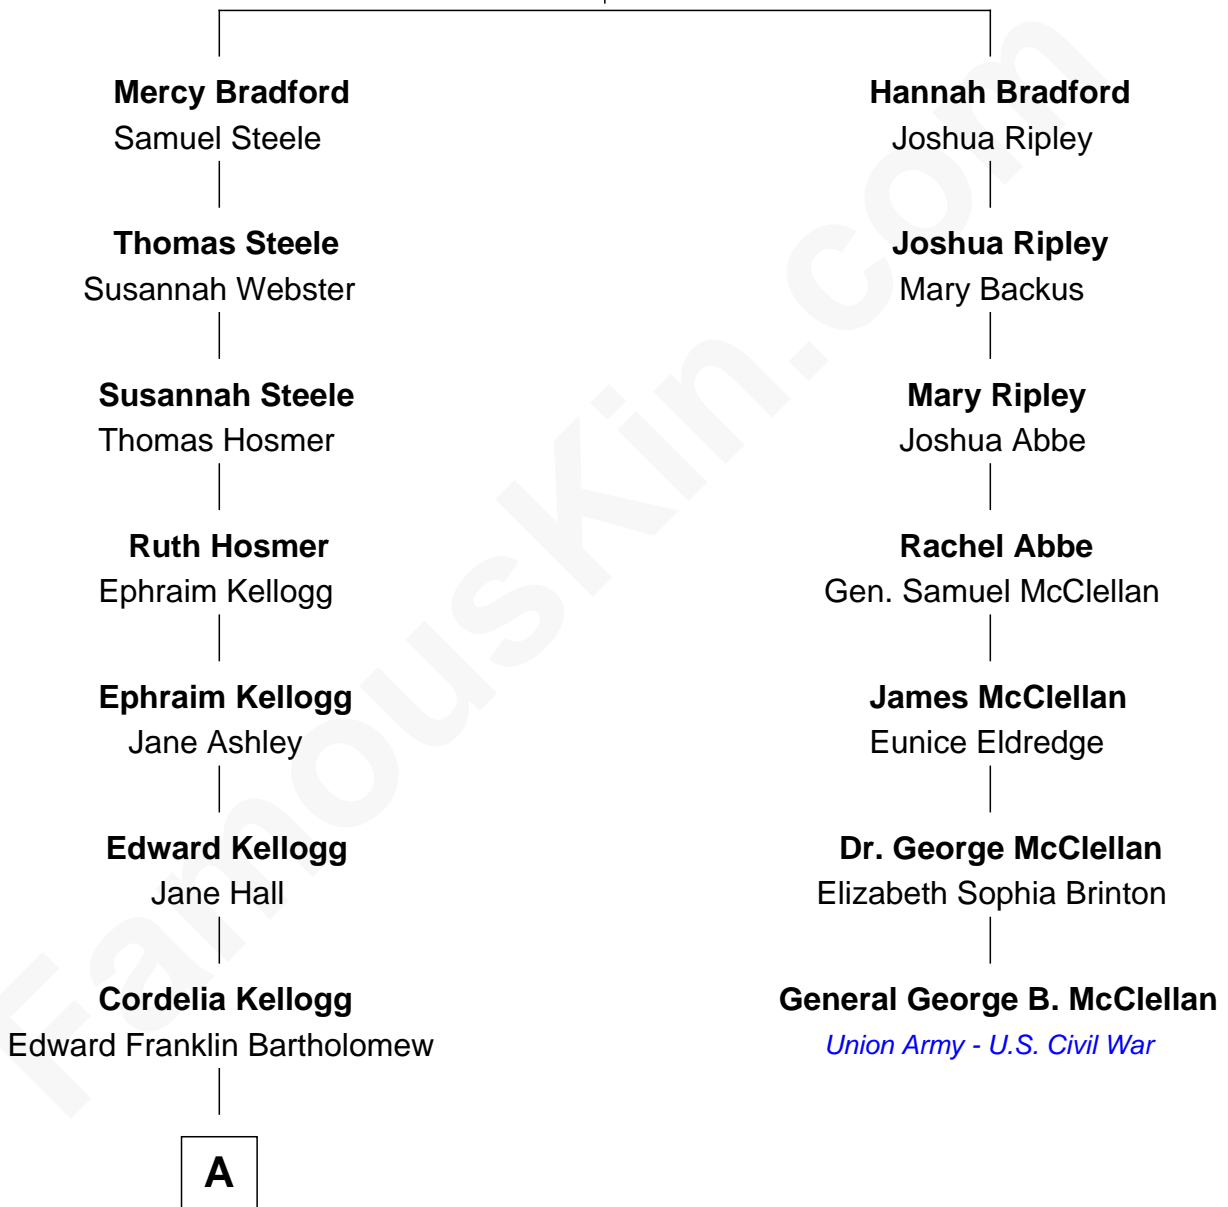 Mercy Bradford
Samuel Steele
Thomas Steele
Susannah Webster
Susannah Steele
Thomas Hosmer
Ruth Hosmer
Ephraim Kellogg
Ephraim Kellogg
Jane Ashley
Edward Kellogg
Jane Hall
Cordelia Kellogg
Edward Franklin Bartholomew
A
Hannah Bradford
Joshua Ripley
Joshua Ripley
Mary Backus
Mary Ripley
Joshua Abbe
Rachel Abbe
Gen. Samuel McClellan
James McClellan
Eunice Eldredge
Dr. George McClellan
Elizabeth Sophia Brinton
General George B. McClellan
Union Army - U.S. Civil War
FamousKin.com